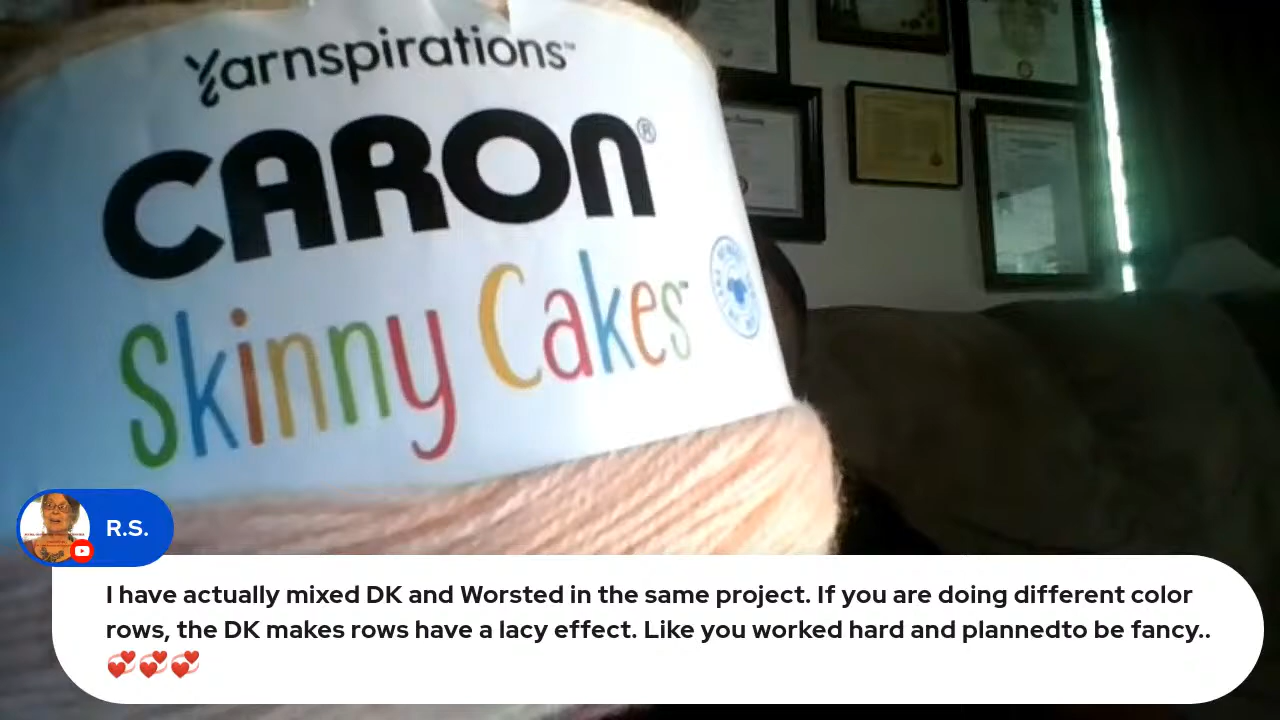 Yarnspirations™
CARON®
Skinny Cakes™
R.S.
I have actually mixed DK and Worsted in the same project. If you are doing different color
rows, the DK makes rows have a lacy effect. Like you worked hard and plannedto be fancy..
💞💞💞